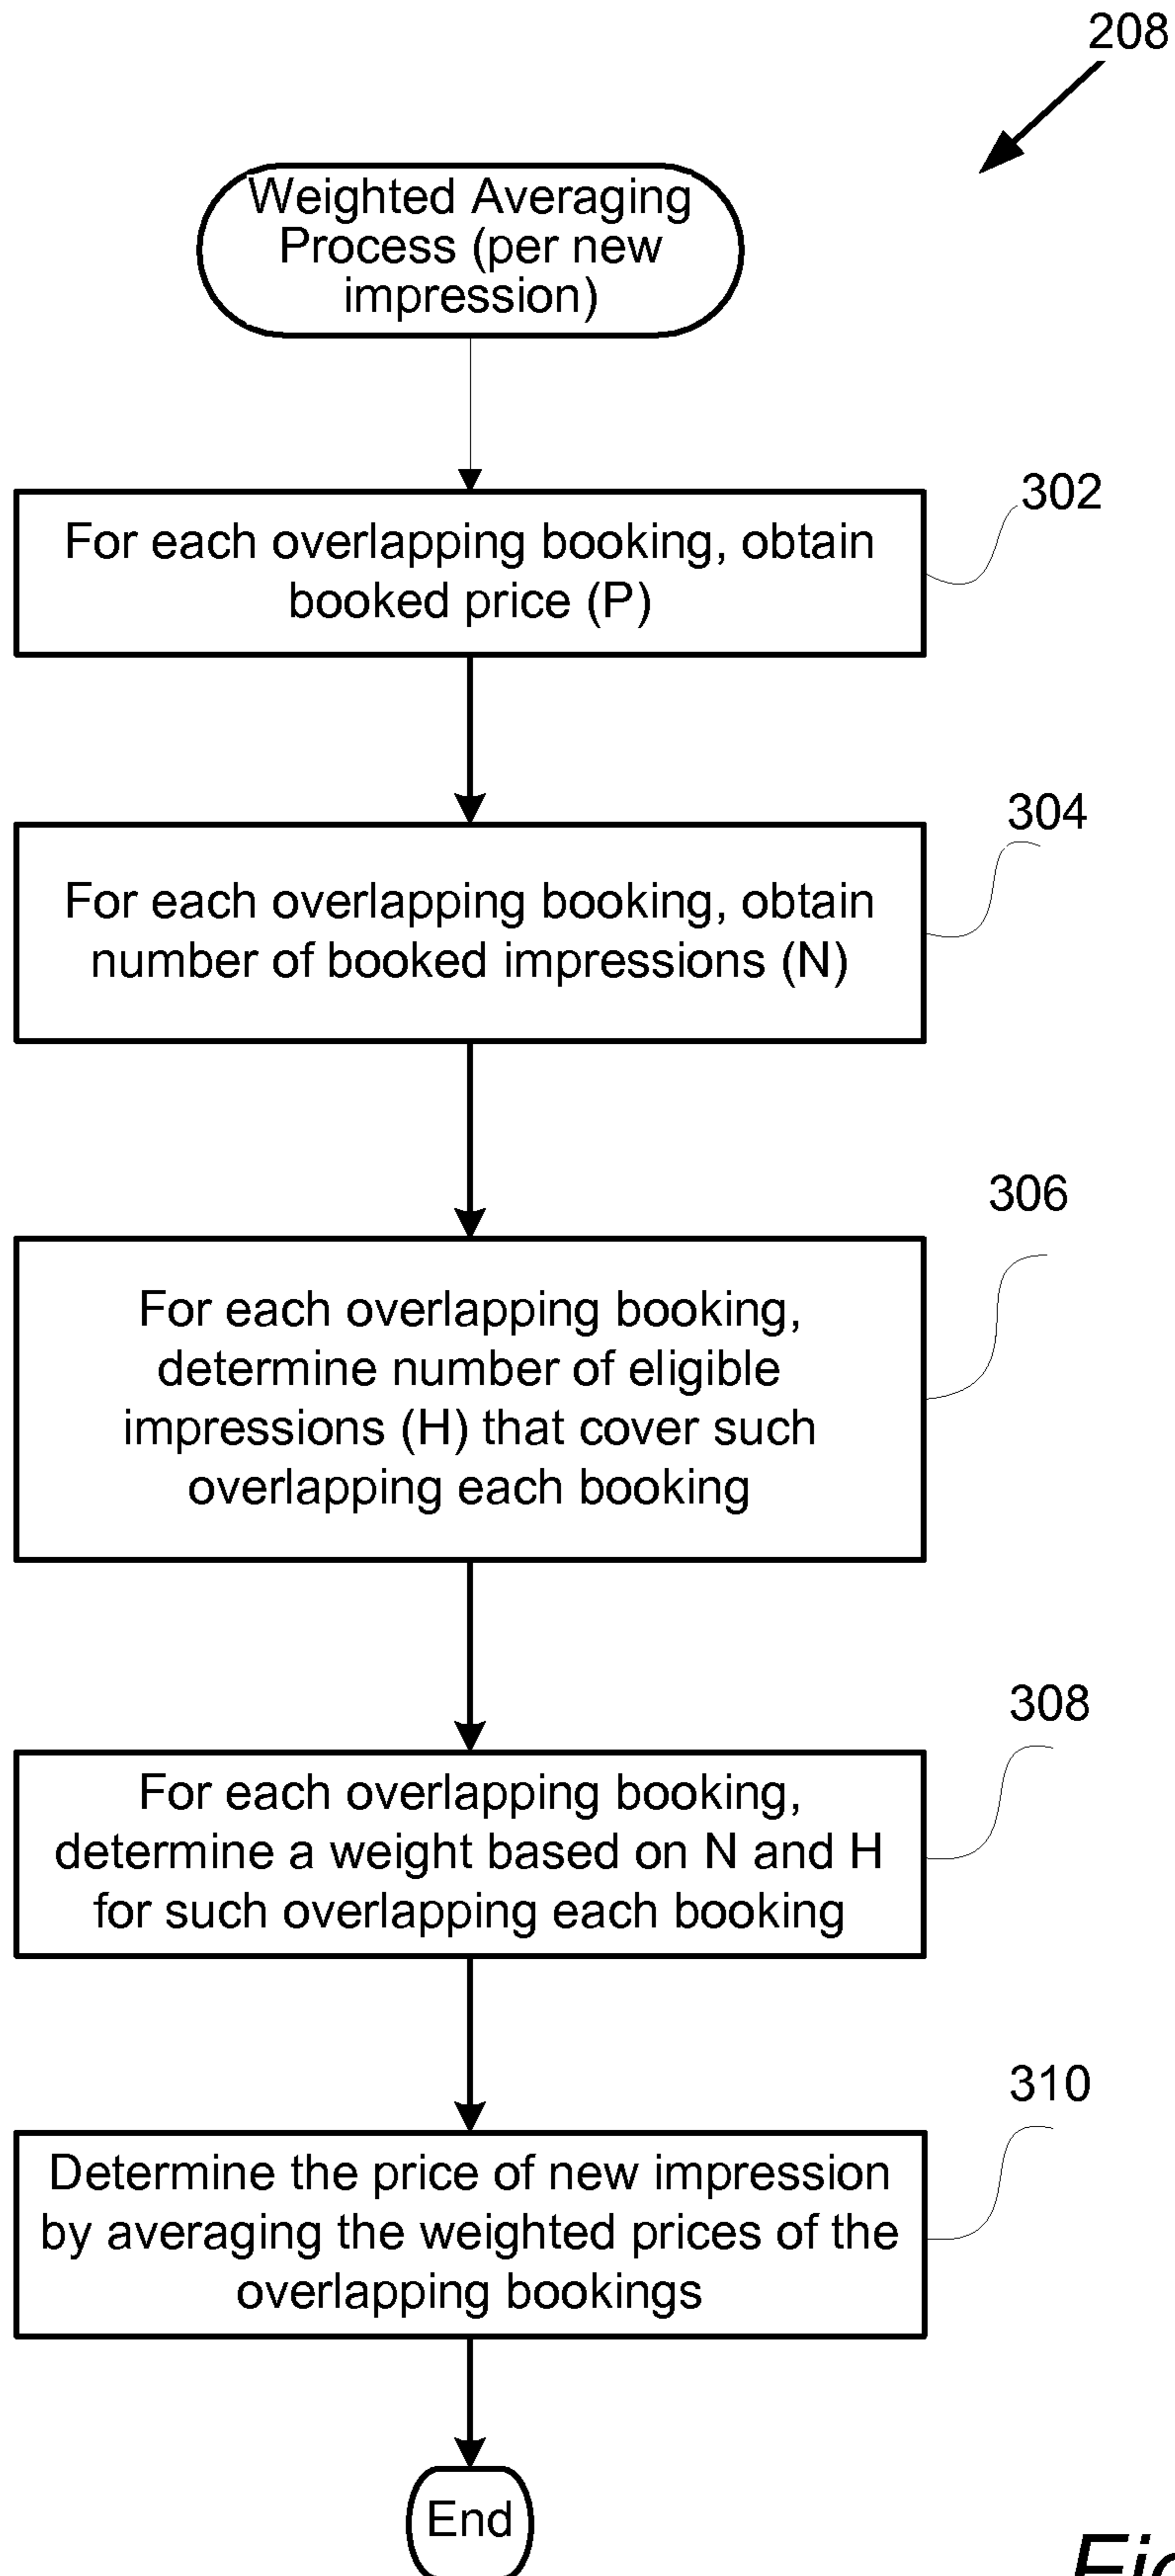 208
Weighted Averaging
Process (per new
impression)
302
For each overlapping booking, obtain
booked price (P)
304
For each overlapping booking, obtain
number of booked impressions (N)
306
For each overlapping booking,
determine number of eligible
impressions (H) that cover such
overlapping each booking
308
For each overlapping booking,
determine a weight based on N and H
for such overlapping each booking
310
Determine the price of new impression
by averaging the weighted prices of the
overlapping bookings
End